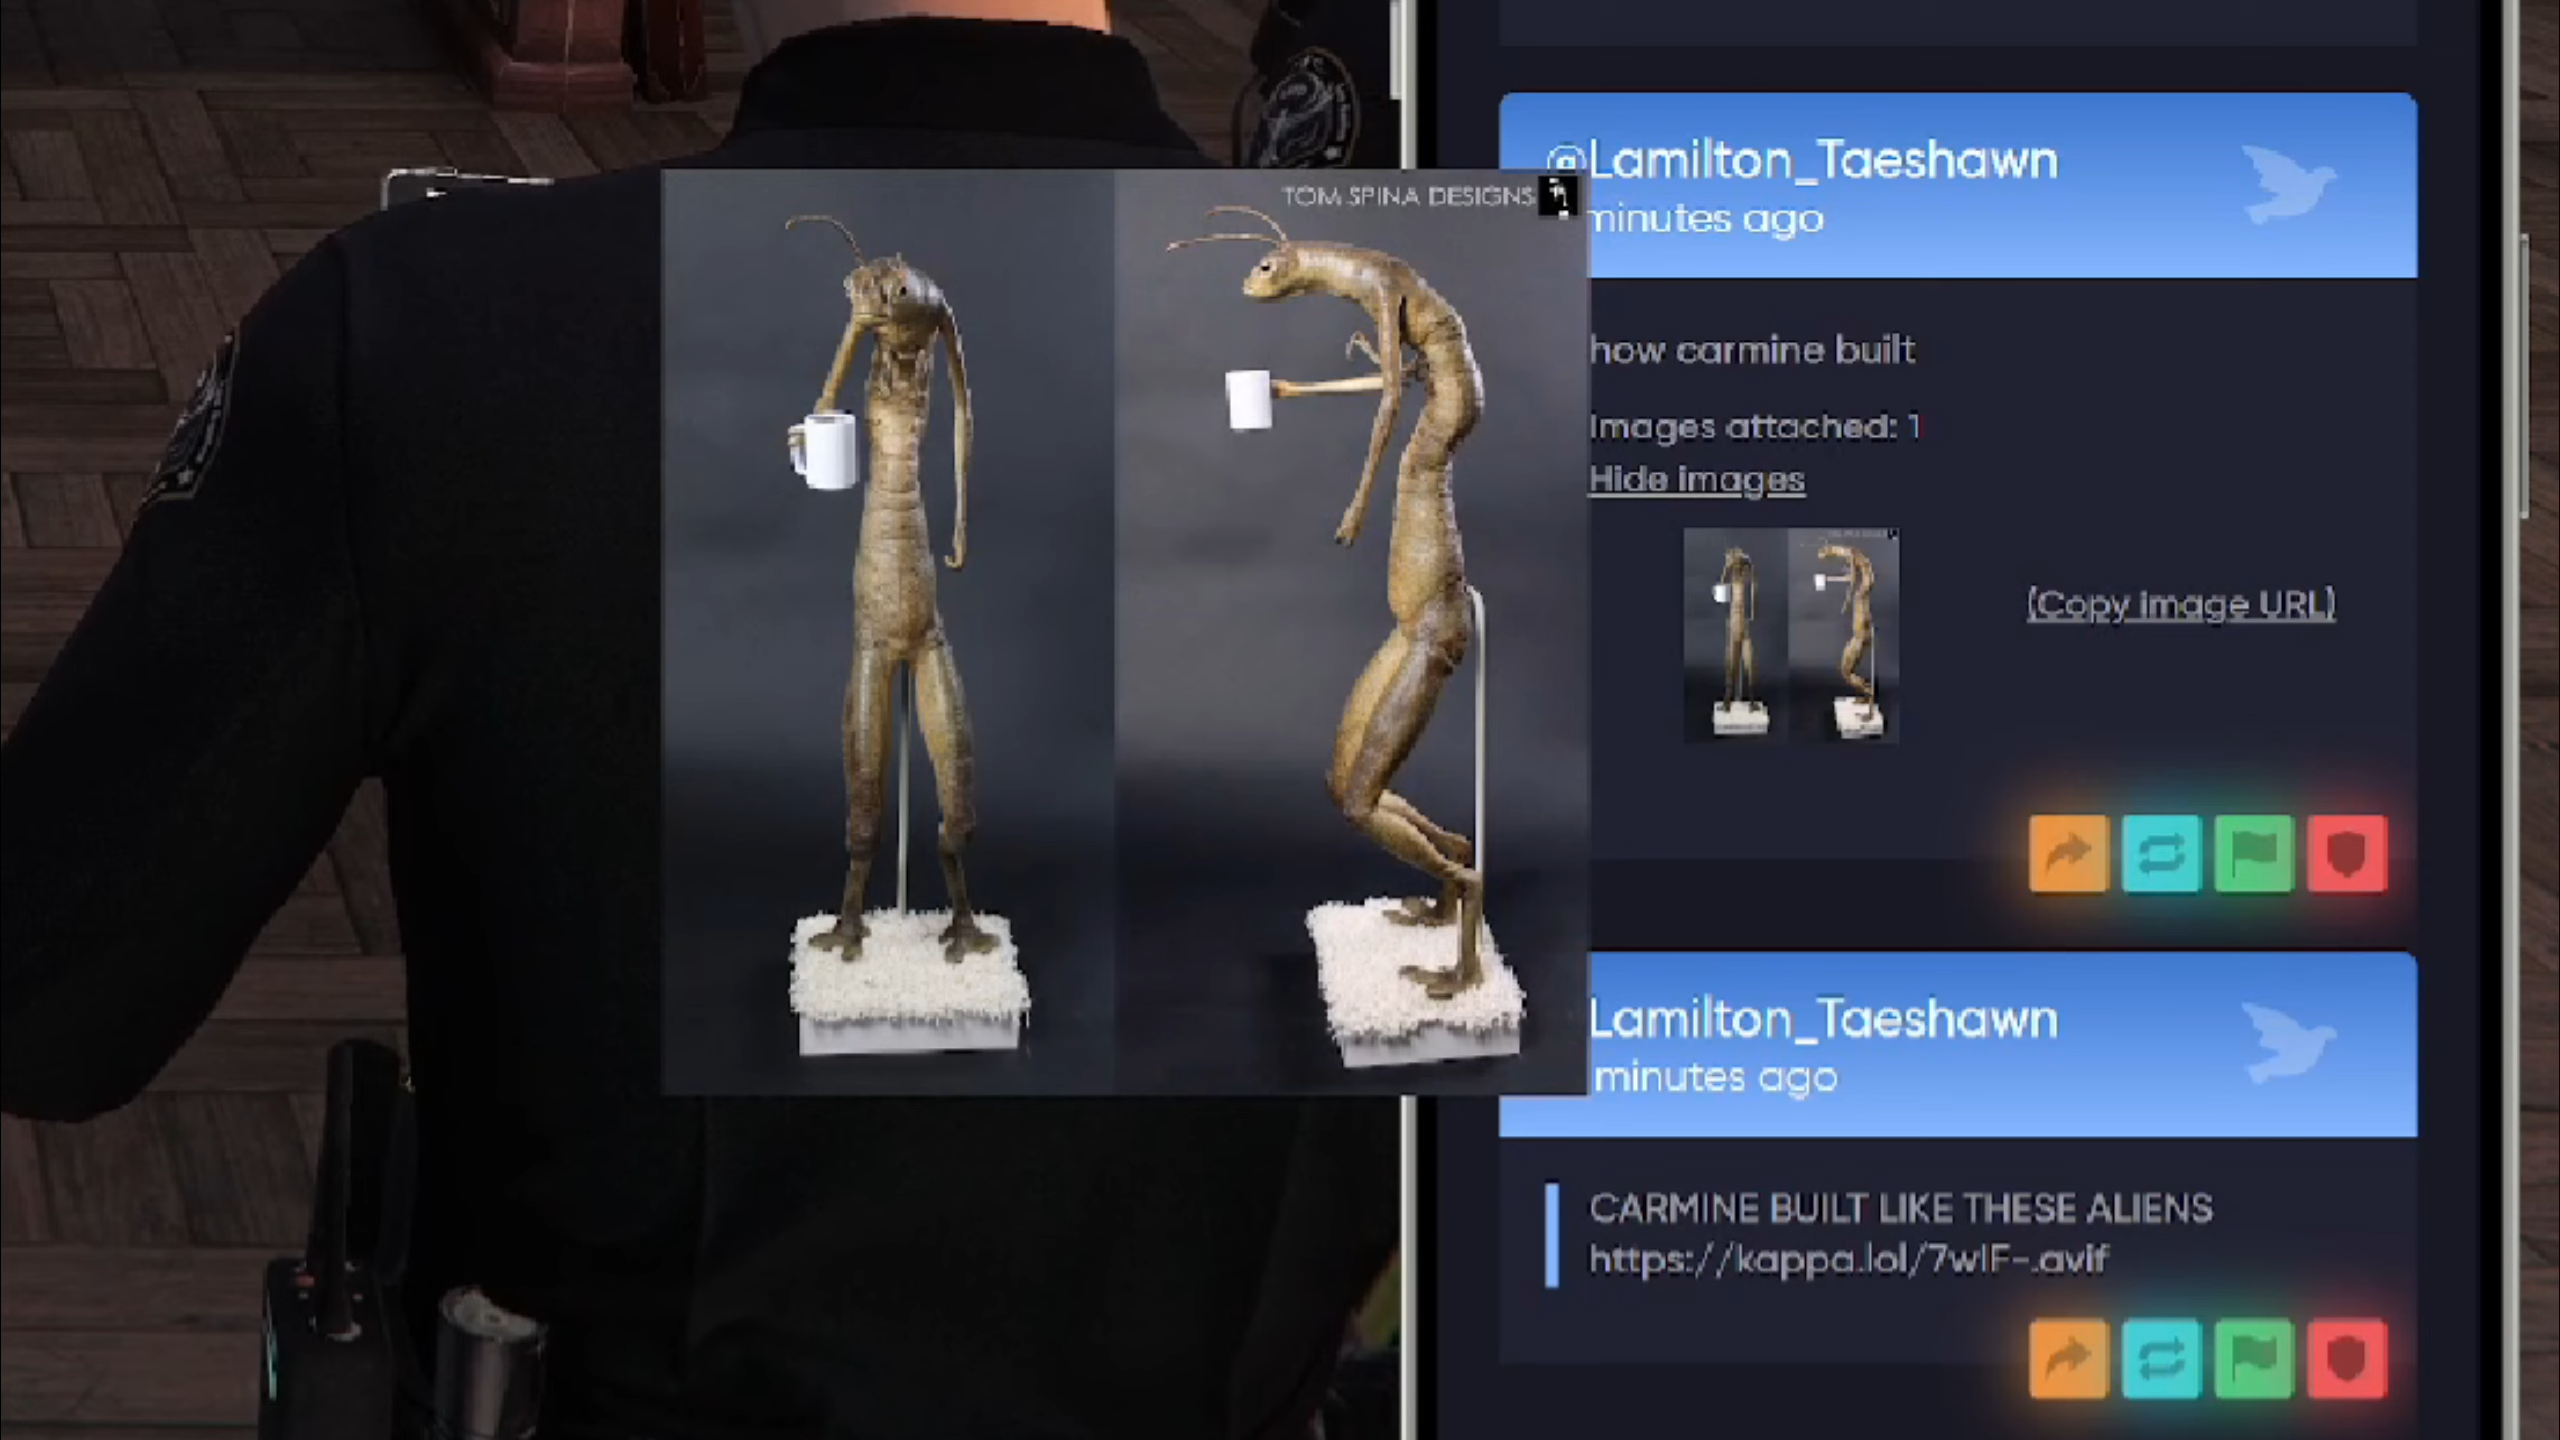 TOM SPINA DESIGNS
@Lamilton_Taeshawn
minutes ago
how carmine built
Images attached: 1
Hide images
(Copy image URL)
Lamilton_Taeshawn
minutes ago
CARMINE BUILT LIKE THESE ALIENS
https://kappa.lol/7wIF-.avif